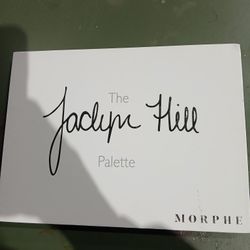 The
Jaclyn Hill
Palette
MORPHE